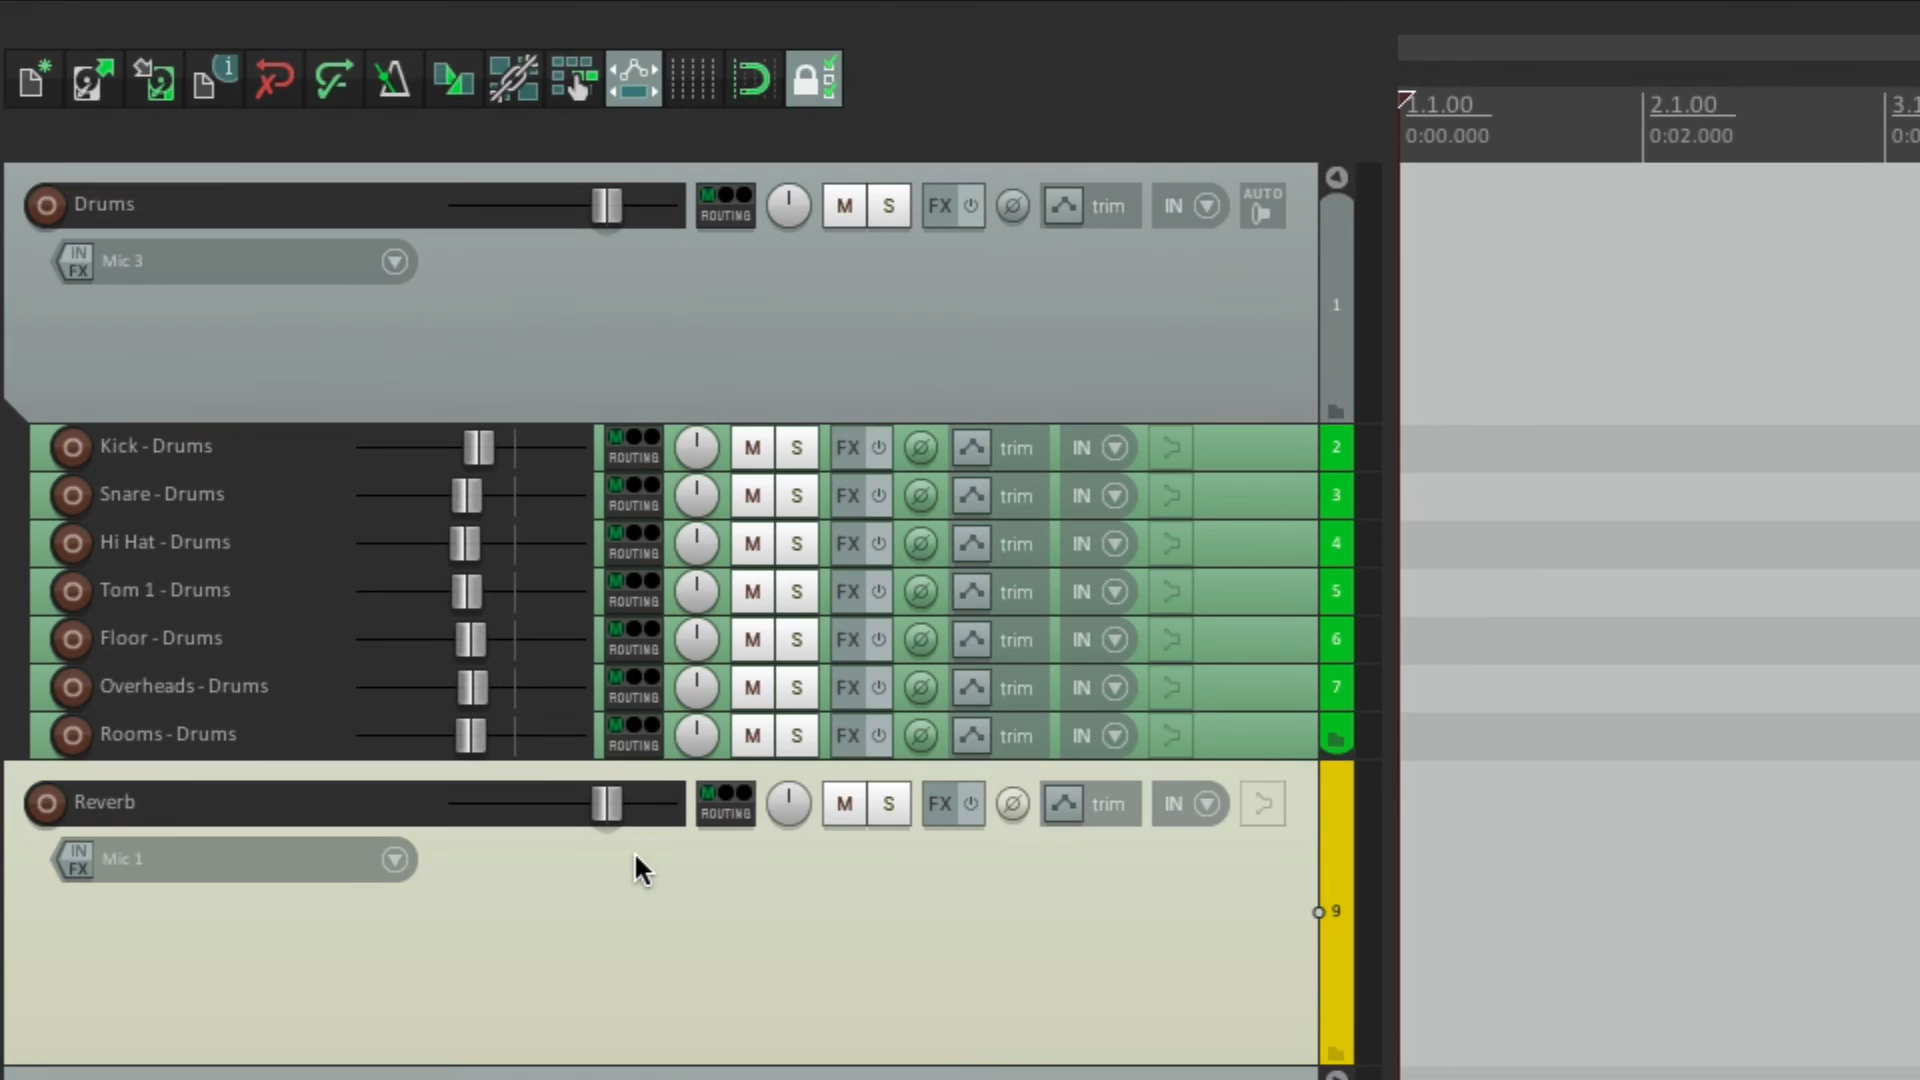 1.1.00 2.1.00 3.1
0:00.000 0:02.000 0:0
Drums ROUTING M S FX trim IN AUTO
IN FX Mic 3
1
Kick - Drums M ROUTING M S FX trim IN 2
Snare - Drums M ROUTING M S FX trim IN 3
Hi Hat - Drums M ROUTING M S FX trim IN 4
Tom 1 - Drums M ROUTING M S FX trim IN 5
Floor - Drums M ROUTING M S FX trim IN 6
Overheads - Drums M ROUTING M S FX trim IN 7
Rooms - Drums M ROUTING M S FX trim IN
Reverb M ROUTING M S FX trim IN
IN FX Mic 1
9